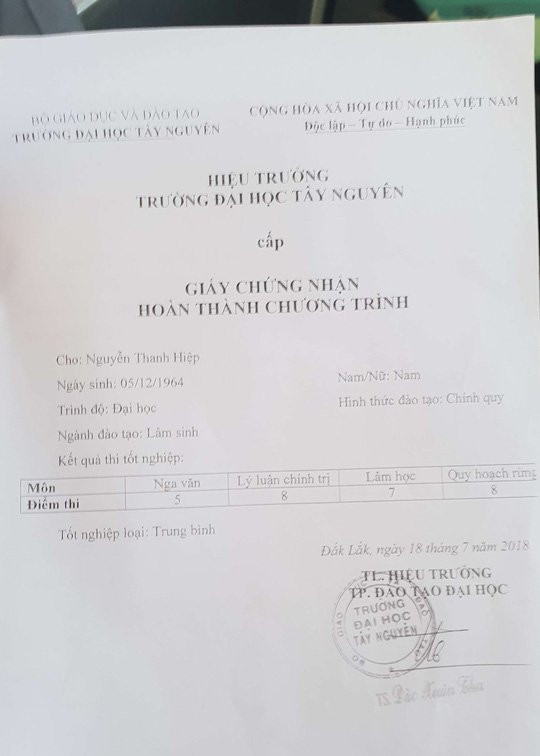 BỘ GIÁO DỤC VÀ ĐÀO TẠO
TRƯỜNG ĐẠI HỌC TÂY NGUYÊN
CỘNG HÒA XÃ HỘI CHỦ NGHĨA VIỆT NAM
Độc lập – Tự do – Hạnh phúc
HIỆU TRƯỞNG
TRƯỜNG ĐẠI HỌC TÂY NGUYÊN
cấp
GIẤY CHỨNG NHẬN
HOÀN THÀNH CHƯƠNG TRÌNH
Cho: Nguyễn Thanh Hiệp
Ngày sinh: 05/12/1964
Nam/Nữ: Nam
Trình độ: Đại học
Hình thức đào tạo: Chính quy
Ngành đào tạo: Lâm sinh
Kết quả thi tốt nghiệp:
Môn Nga văn Lý luận chính trị Lâm học Quy hoạch rừng
Điểm thi 5 8 7 8
Tốt nghiệp loại: Trung bình
Đắk Lắk, ngày 18 tháng 7 năm 2018
TL. HIỆU TRƯỞNG
TP. ĐÀO TẠO ĐẠI HỌC
TRƯỜNG
ĐẠI HỌC
TÂY NGUYÊN
TS.